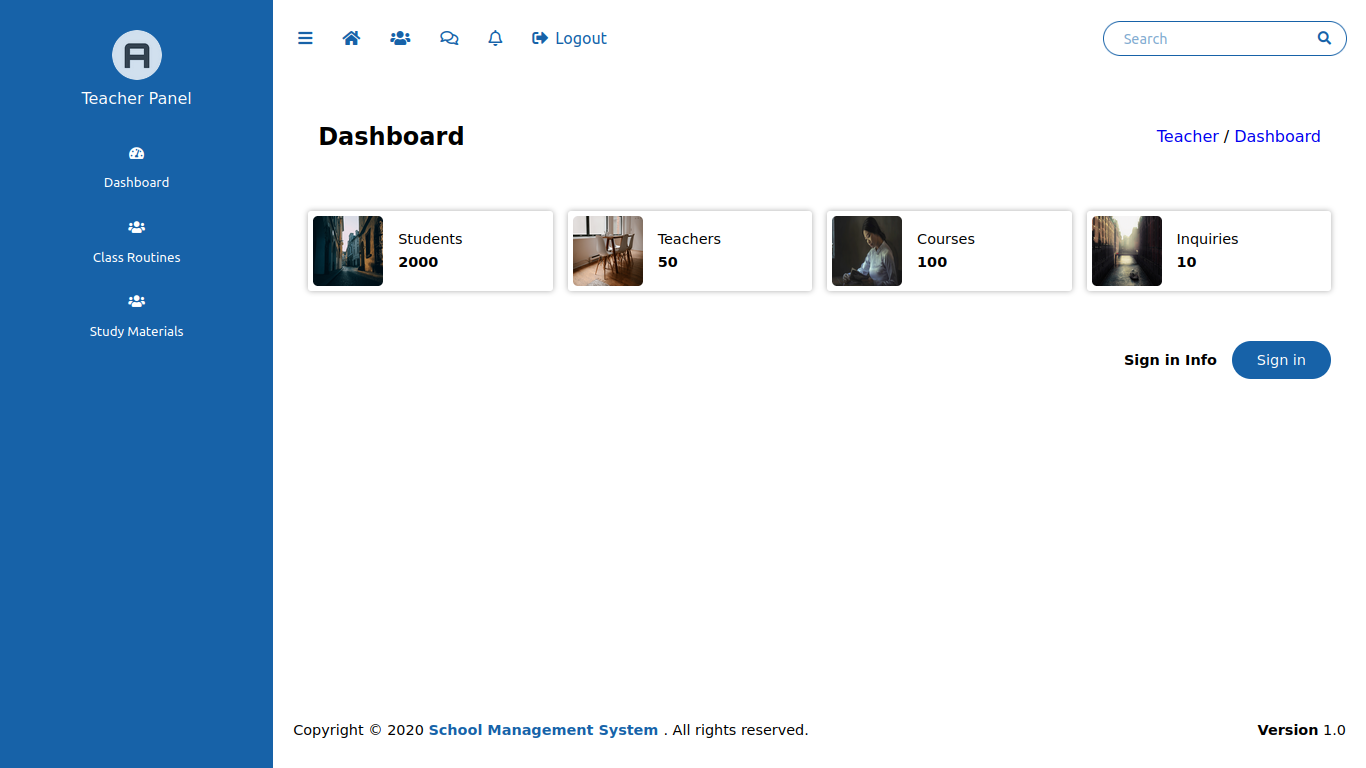 Teacher Panel
Dashboard
Class Routines
Study Materials
Logout
Search
Dashboard
Teacher / Dashboard
Students
2000
Teachers
50
Courses
100
Inquiries
10
Sign in Info
Sign in
Copyright © 2020 School Management System . All rights reserved.
Version 1.0